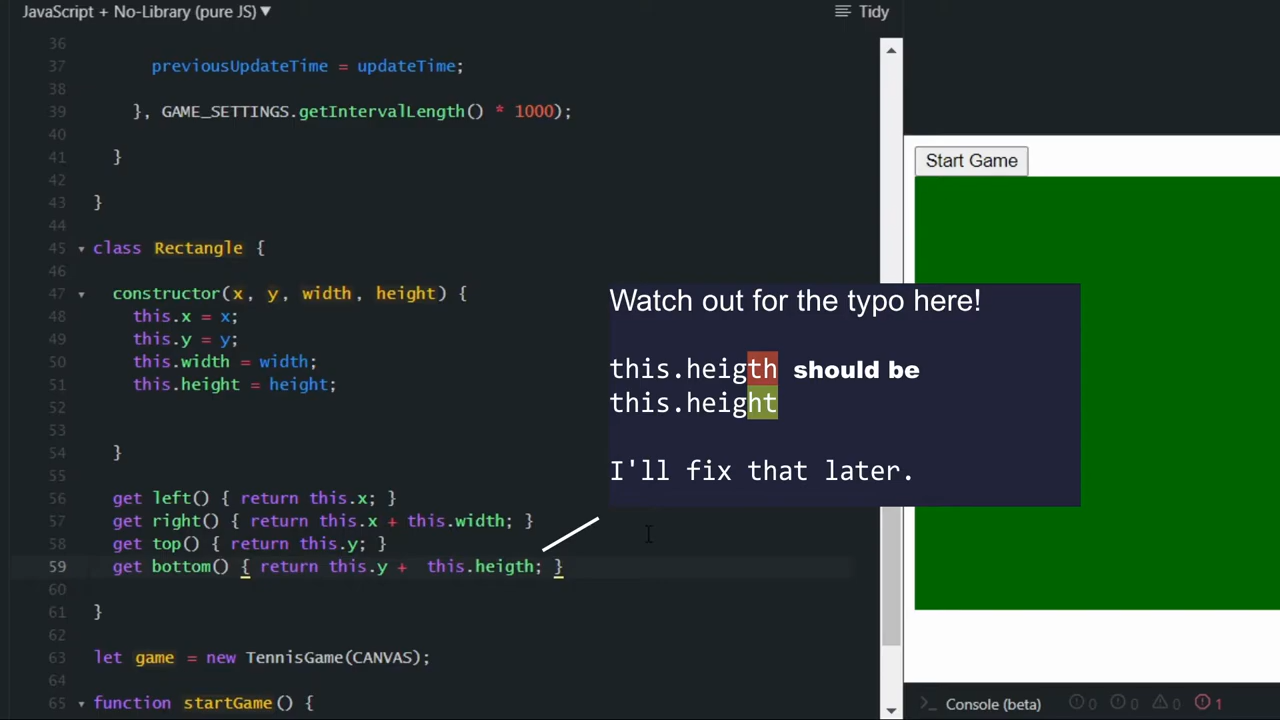 JavaScript + No-Library (pure JS) ▼
Tidy
36
37 previousUpdateTime = updateTime;
38
39 }, GAME_SETTINGS.getIntervalLength() * 1000);
40
41 }
42
43 }
44
45 class Rectangle {
46
47 constructor(x, y, width, height) {
48 this.x = x;
49 this.y = y;
50 this.width = width;
51 this.height = height;
52
53
54 }
55
56 get left() { return this.x; }
57 get right() { return this.x + this.width; }
58 get top() { return this.y; }
59 get bottom() { return this.y +  this.heigth; }
60
61 }
62
63 let game = new TennisGame(CANVAS);
64
65 function startGame() {
Watch out for the typo here!
this.heigth should be
this.height
I'll fix that later.
Start Game
Console (beta) 0 0 0 1